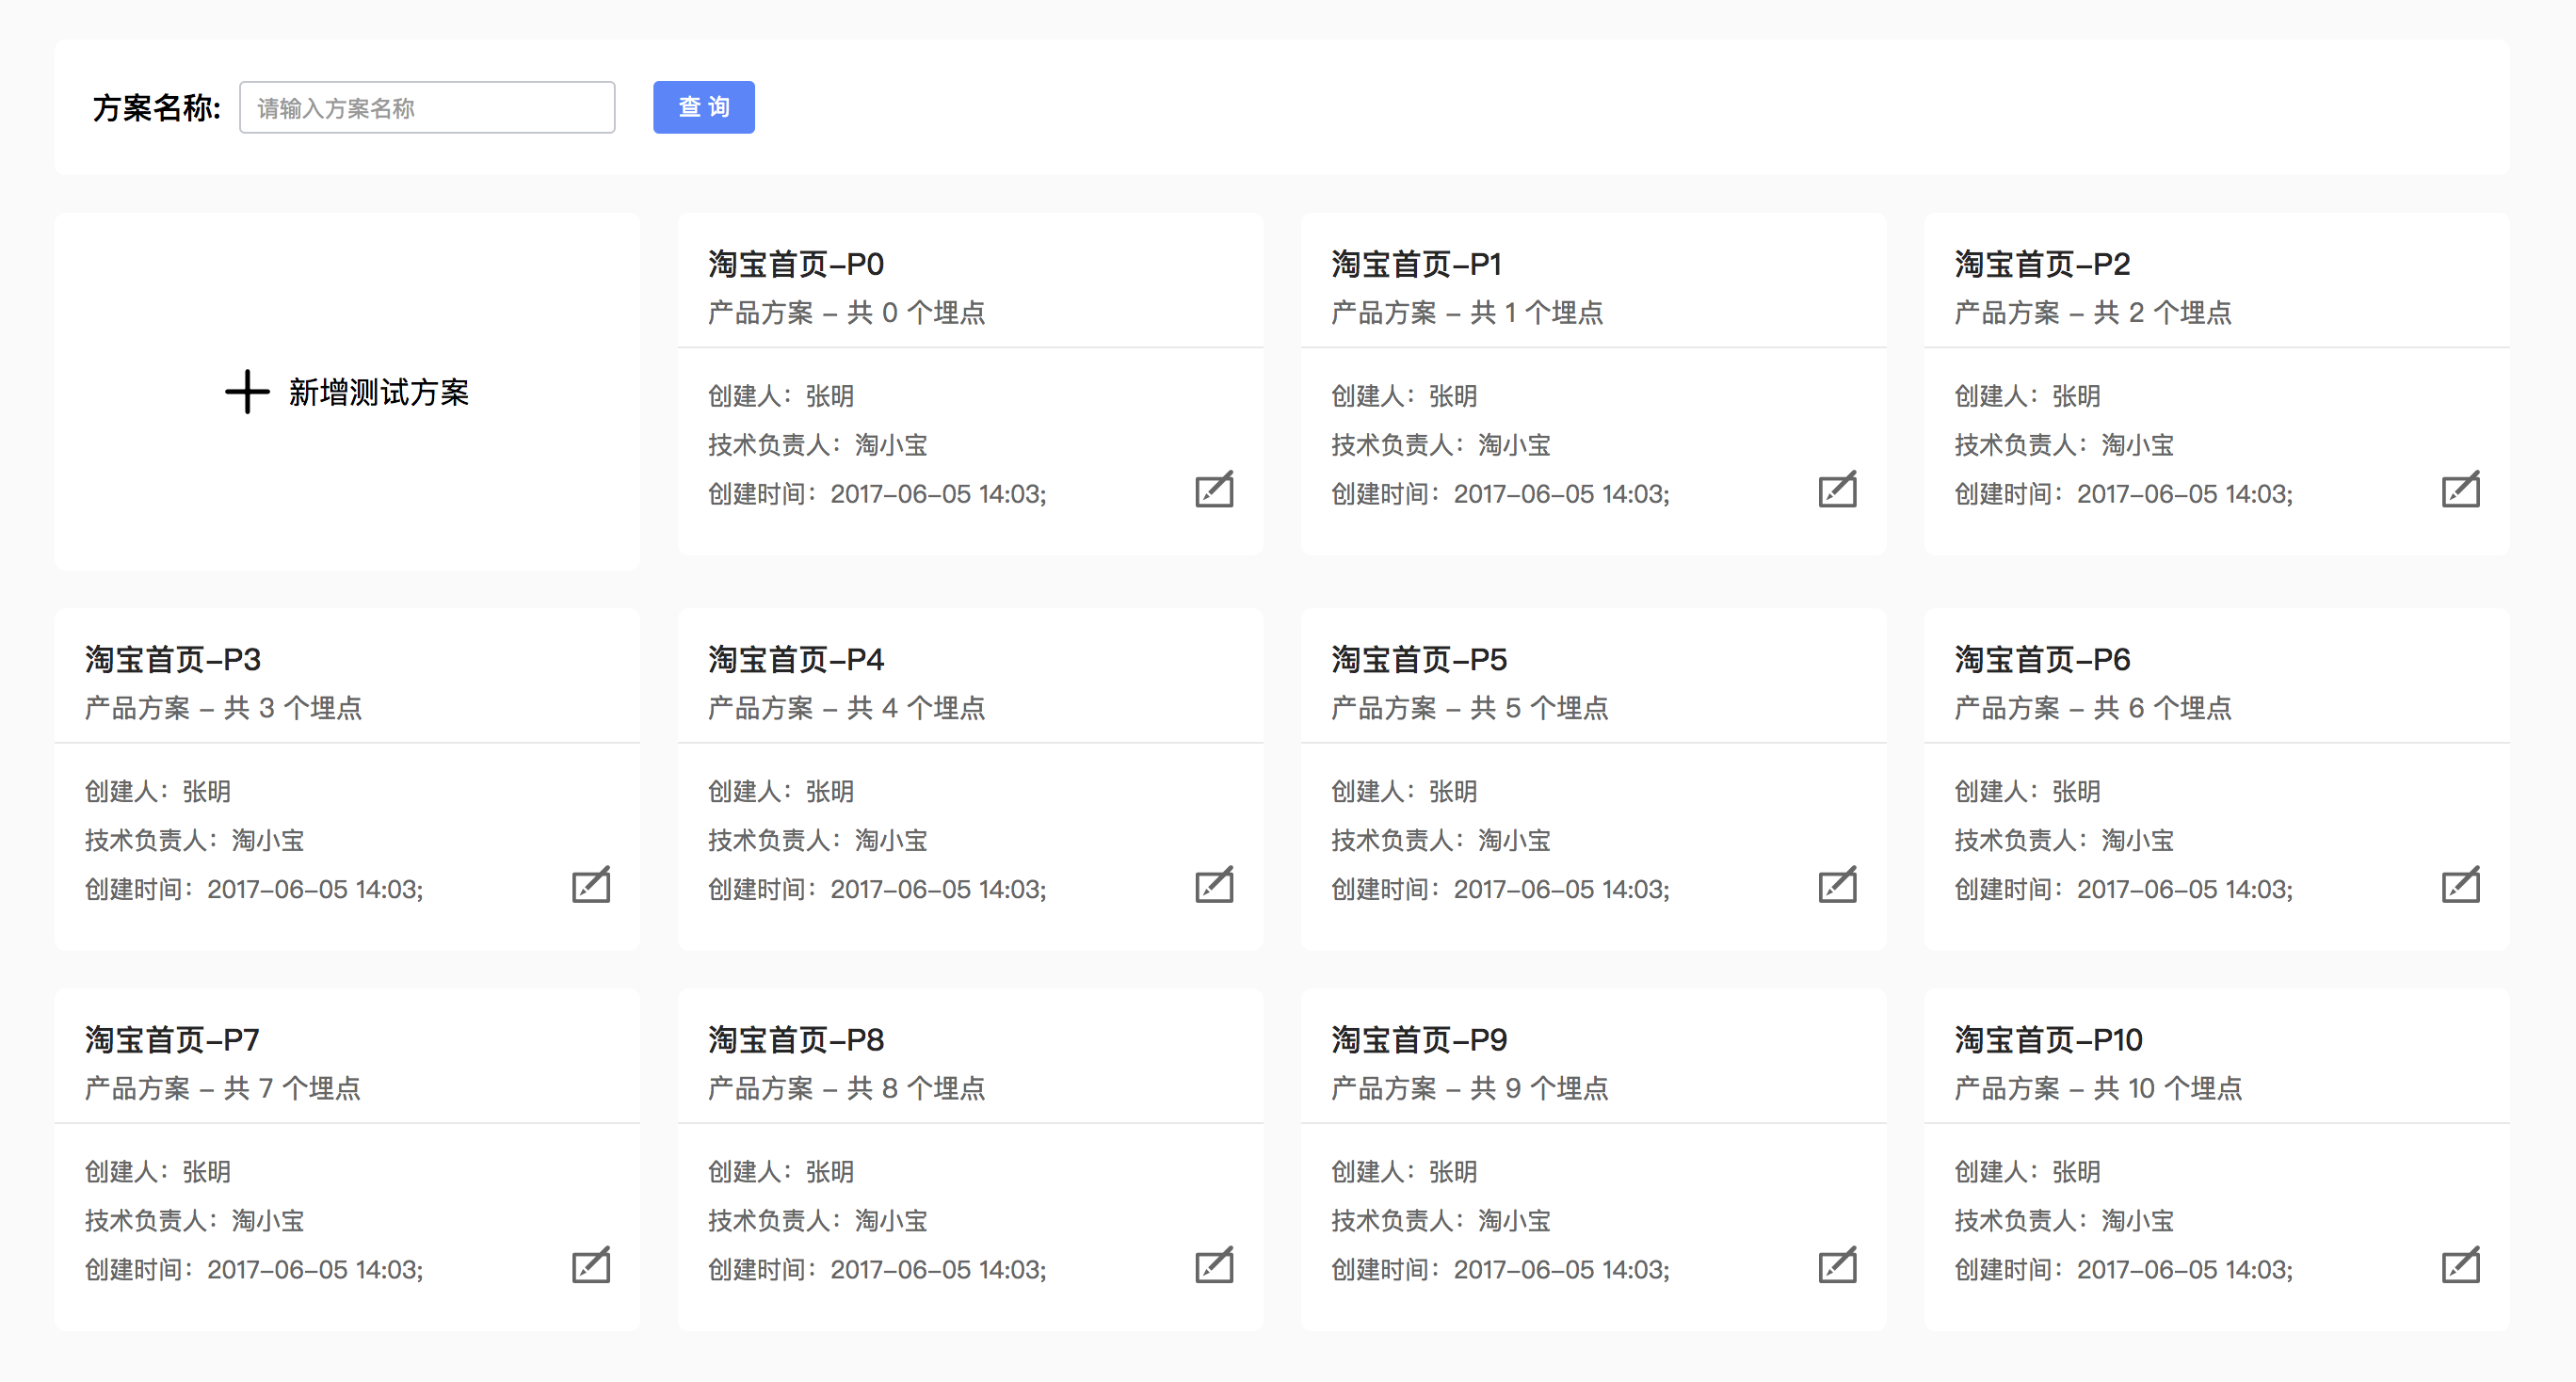 方案名称: 请输入方案名称 查 询
新增测试方案
淘宝首页-P0
产品方案 - 共 0 个埋点
创建人：张明
技术负责人：淘小宝
创建时间：2017-06-05 14:03;
淘宝首页-P1
产品方案 - 共 1 个埋点
创建人：张明
技术负责人：淘小宝
创建时间：2017-06-05 14:03;
淘宝首页-P2
产品方案 - 共 2 个埋点
创建人：张明
技术负责人：淘小宝
创建时间：2017-06-05 14:03;
淘宝首页-P3
产品方案 - 共 3 个埋点
创建人：张明
技术负责人：淘小宝
创建时间：2017-06-05 14:03;
淘宝首页-P4
产品方案 - 共 4 个埋点
创建人：张明
技术负责人：淘小宝
创建时间：2017-06-05 14:03;
淘宝首页-P5
产品方案 - 共 5 个埋点
创建人：张明
技术负责人：淘小宝
创建时间：2017-06-05 14:03;
淘宝首页-P6
产品方案 - 共 6 个埋点
创建人：张明
技术负责人：淘小宝
创建时间：2017-06-05 14:03;
淘宝首页-P7
产品方案 - 共 7 个埋点
创建人：张明
技术负责人：淘小宝
创建时间：2017-06-05 14:03;
淘宝首页-P8
产品方案 - 共 8 个埋点
创建人：张明
技术负责人：淘小宝
创建时间：2017-06-05 14:03;
淘宝首页-P9
产品方案 - 共 9 个埋点
创建人：张明
技术负责人：淘小宝
创建时间：2017-06-05 14:03;
淘宝首页-P10
产品方案 - 共 10 个埋点
创建人：张明
技术负责人：淘小宝
创建时间：2017-06-05 14:03;